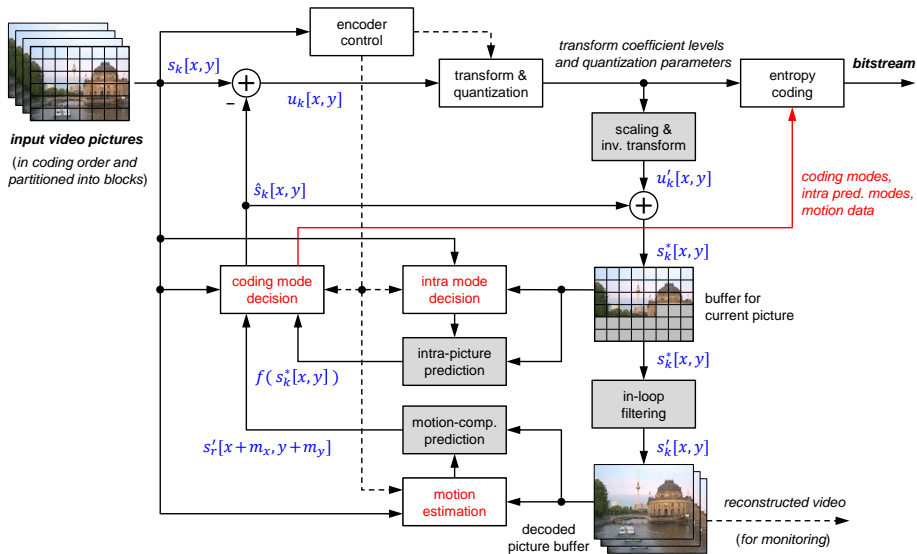 encoder
control
s_k[x, y]
+
−
u_k[x, y]
transform &
quantization
transform coefficient levels
and quantization parameters
entropy
coding
bitstream
input video pictures
(in coding order and
partitioned into blocks)
scaling &
inv. transform
u′_k[x, y]
ŝ_k[x, y]
+
coding modes,
intra pred. modes,
motion data
s*_k[x, y]
coding mode
decision
intra mode
decision
buffer for
current picture
intra-picture
prediction
s*_k[x, y]
f( s*_k[x, y] )
in-loop
filtering
motion-comp.
prediction
s′_r[x+m_x, y+m_y]
s′_k[x, y]
motion
estimation
decoded
picture buffer
reconstructed video
(for monitoring)